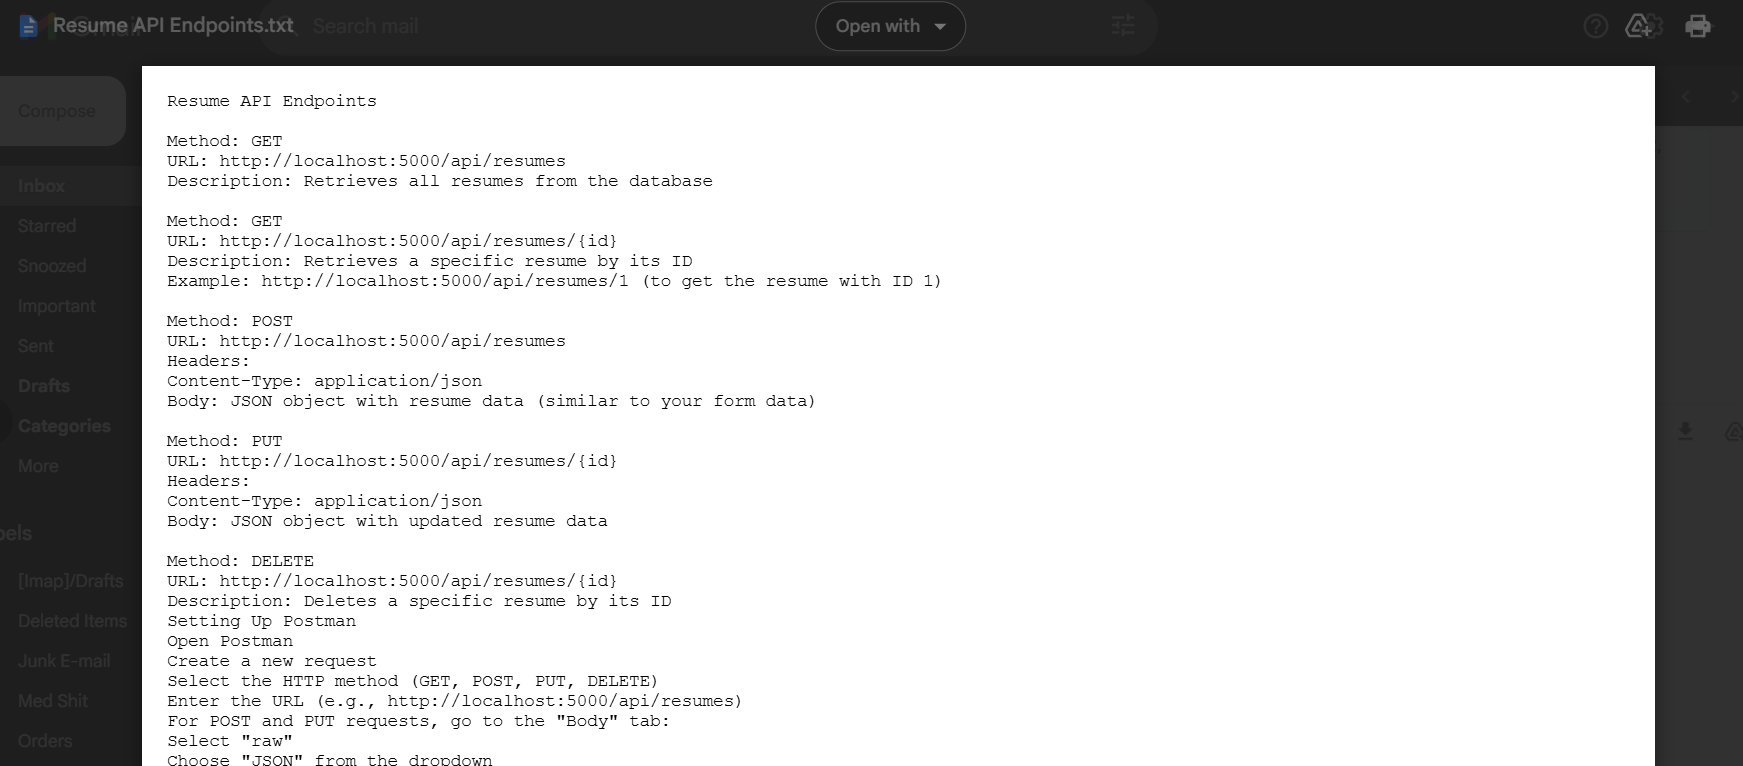 Resume API Endpoints.txt
Search mail
Open with
Compose
Inbox
Starred
Snoozed
Important
Sent
Drafts
Categories
More
[Imap]/Drafts
Deleted Items
Junk E-mail
Med Shit
Orders
Resume API Endpoints
Method: GET
URL: http://localhost:5000/api/resumes
Description: Retrieves all resumes from the database
Method: GET
URL: http://localhost:5000/api/resumes/{id}
Description: Retrieves a specific resume by its ID
Example: http://localhost:5000/api/resumes/1 (to get the resume with ID 1)
Method: POST
URL: http://localhost:5000/api/resumes
Headers:
Content-Type: application/json
Body: JSON object with resume data (similar to your form data)
Method: PUT
URL: http://localhost:5000/api/resumes/{id}
Headers:
Content-Type: application/json
Body: JSON object with updated resume data
Method: DELETE
URL: http://localhost:5000/api/resumes/{id}
Description: Deletes a specific resume by its ID
Setting Up Postman
Open Postman
Create a new request
Select the HTTP method (GET, POST, PUT, DELETE)
Enter the URL (e.g., http://localhost:5000/api/resumes)
For POST and PUT requests, go to the "Body" tab:
Select "raw"
Choose "JSON" from the dropdown